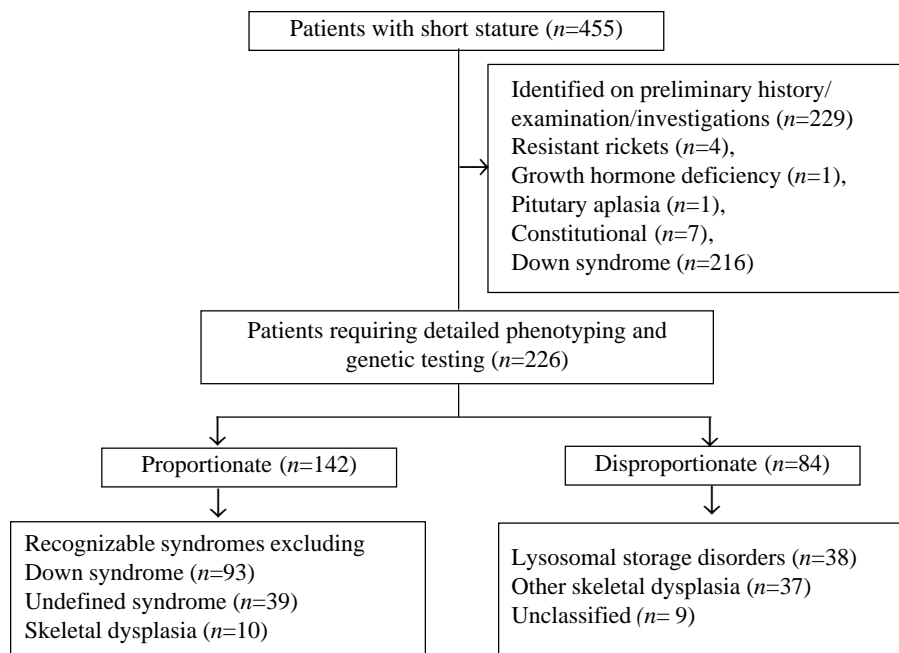 Patients with short stature (n=455)
Identified on preliminary history/
examination/investigations (n=229)
Resistant rickets (n=4),
Growth hormone deficiency (n=1),
Pitutary aplasia (n=1),
Constitutional (n=7),
Down syndrome (n=216)
Patients requiring detailed phenotyping and
genetic testing (n=226)
Proportionate (n=142)
Disproportionate (n=84)
Recognizable syndromes excluding
Down syndrome (n=93)
Undefined syndrome (n=39)
Skeletal dysplasia (n=10)
Lysosomal storage disorders (n=38)
Other skeletal dysplasia (n=37)
Unclassified (n= 9)